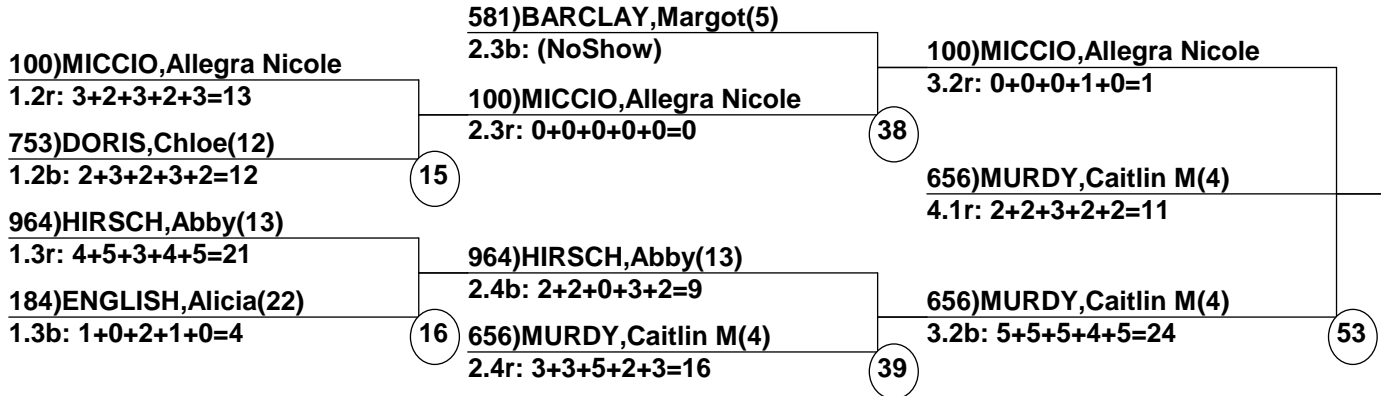 581)BARCLAY,Margot(5)
2.3b: (NoShow)
100)MICCIO,Allegra Nicole
3.2r: 0+0+0+1+0=1
100)MICCIO,Allegra Nicole
1.2r: 3+2+3+2+3=13
100)MICCIO,Allegra Nicole
2.3r: 0+0+0+0+0=0
38
753)DORIS,Chloe(12)
1.2b: 2+3+2+3+2=12
15
656)MURDY,Caitlin M(4)
4.1r: 2+2+3+2+2=11
964)HIRSCH,Abby(13)
1.3r: 4+5+3+4+5=21
964)HIRSCH,Abby(13)
2.4b: 2+2+0+3+2=9
184)ENGLISH,Alicia(22)
1.3b: 1+0+2+1+0=4
16
656)MURDY,Caitlin M(4)
2.4r: 3+3+5+2+3=16
39
656)MURDY,Caitlin M(4)
3.2b: 5+5+5+4+5=24
53